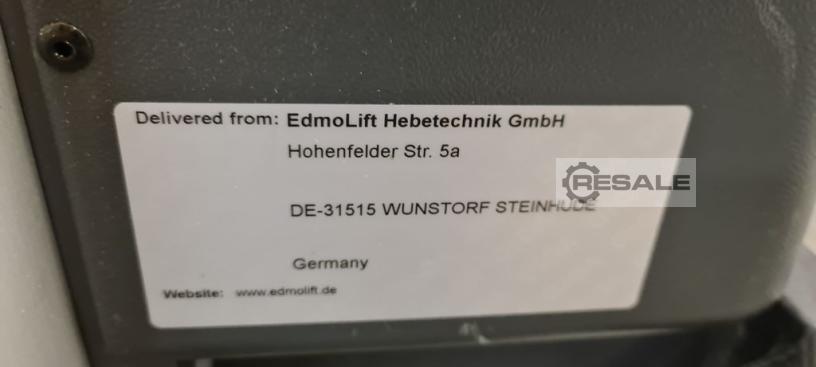 Delivered from: EdmoLift Hebetechnik GmbH
Hohenfelder Str. 5a
RESALE
DE-31515 WUNSTORF STEINHUDE
Germany
Website: www.edmolift.de